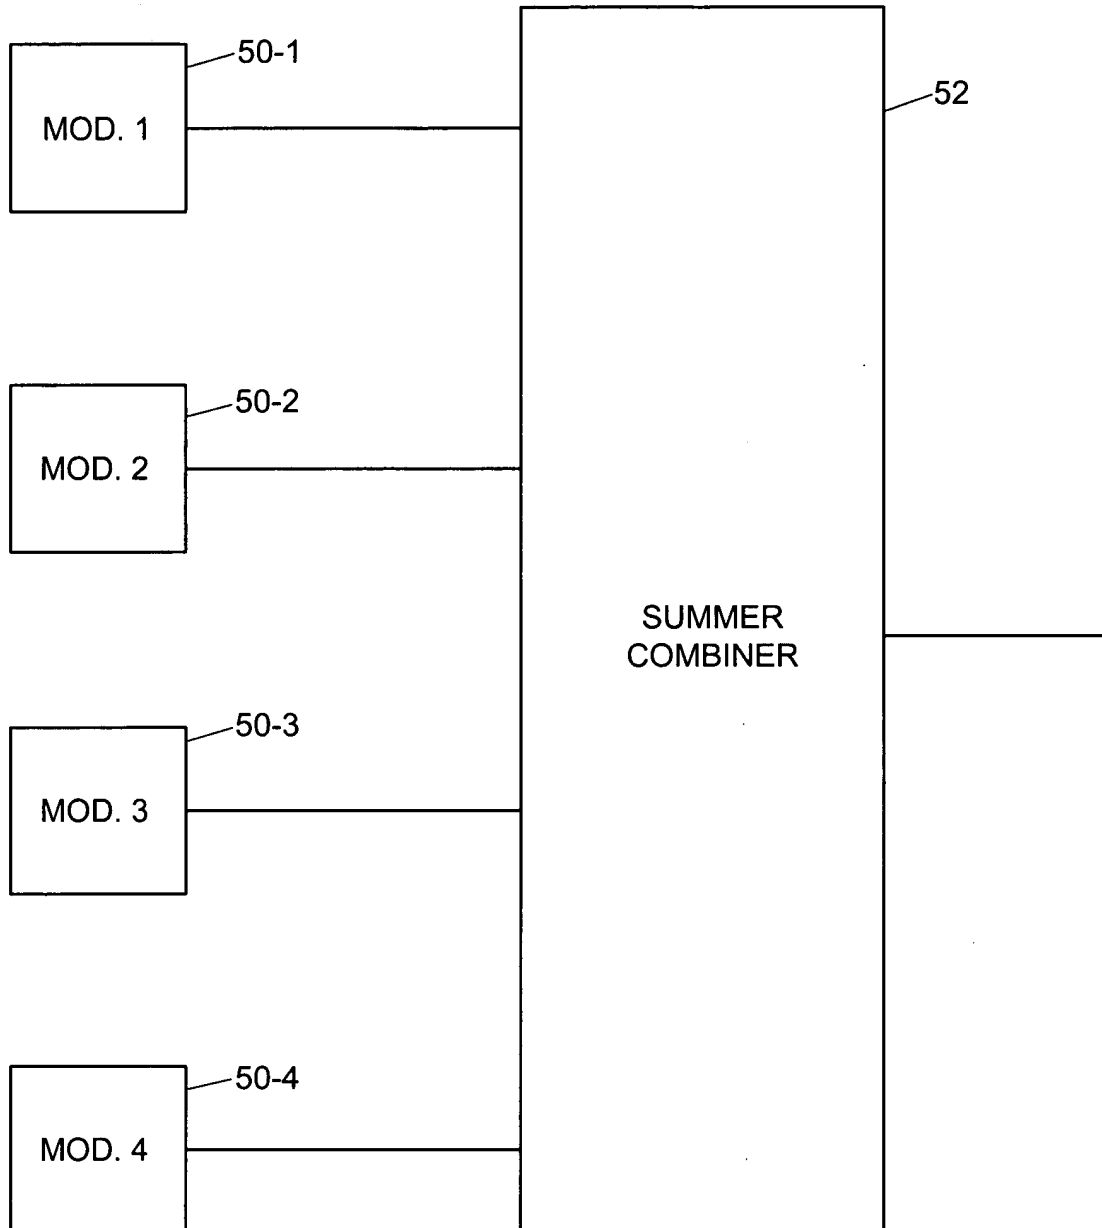 50-1
MOD. 1
52
50-2
MOD. 2
SUMMER
COMBINER
50-3
MOD. 3
50-4
MOD. 4